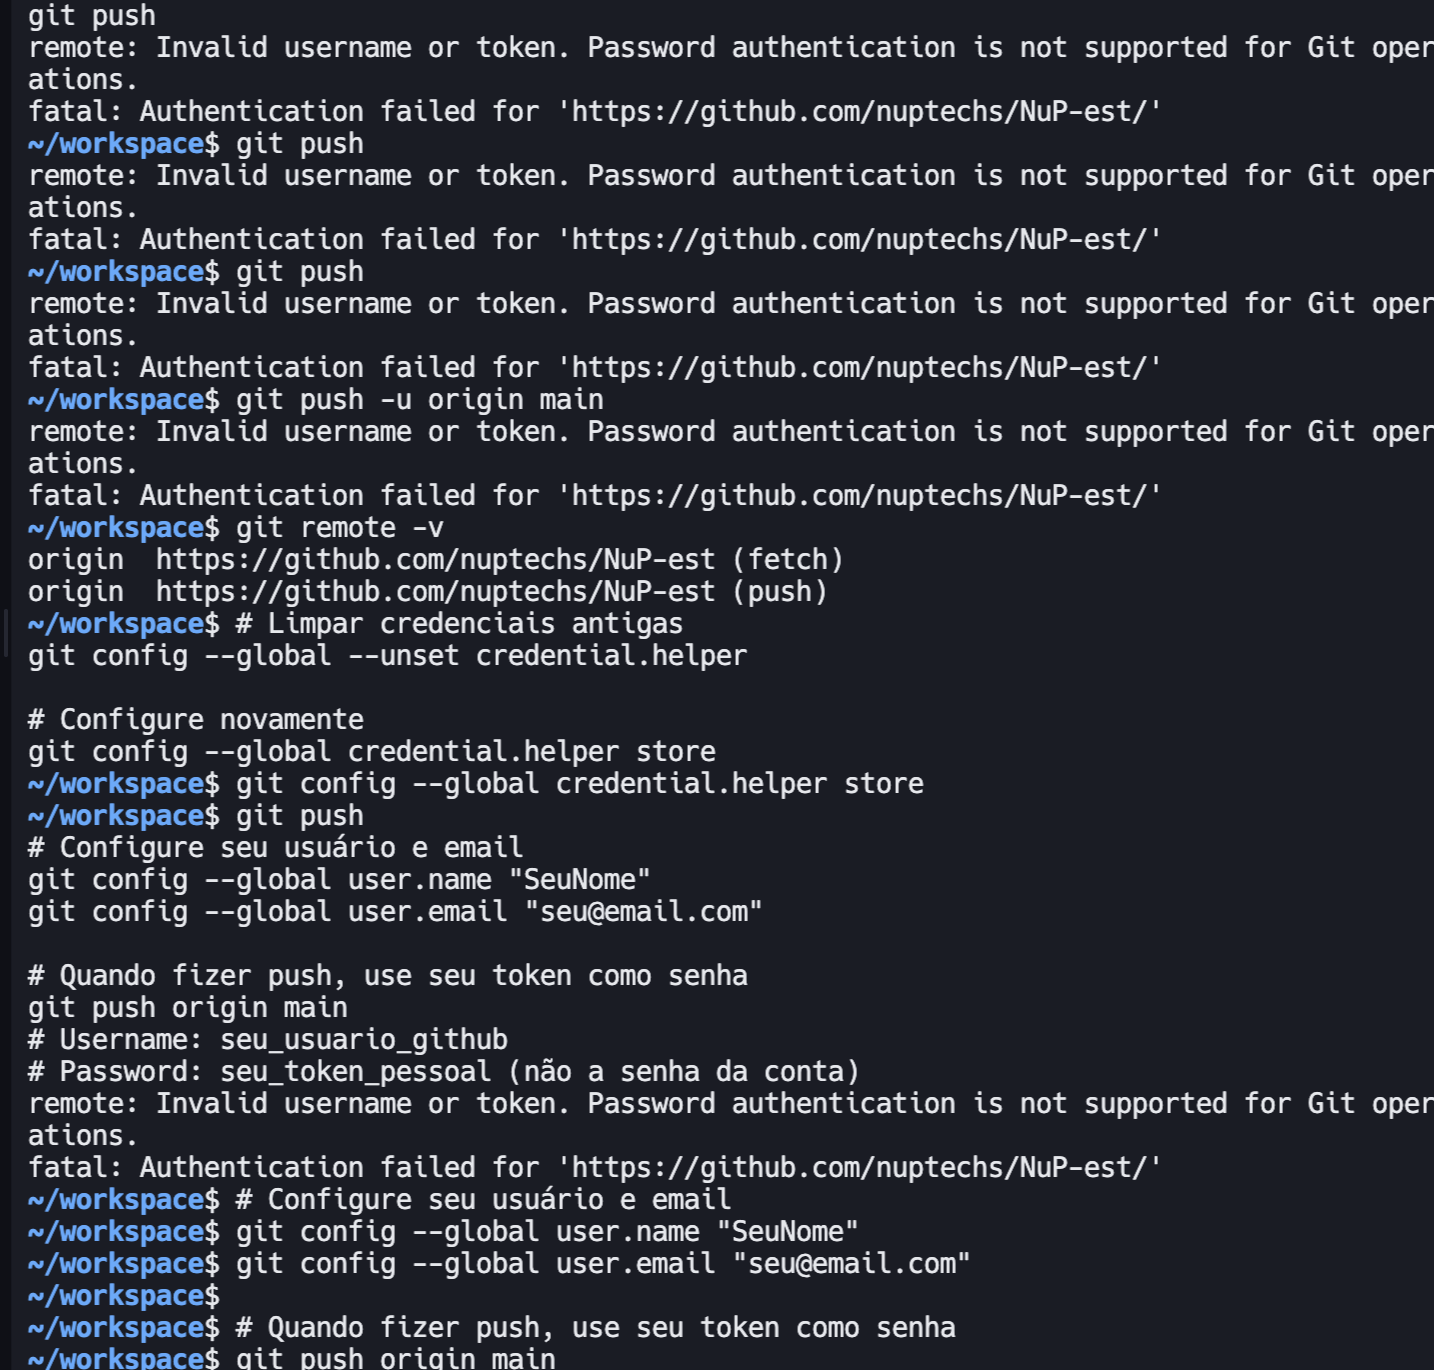 git push
remote: Invalid username or token. Password authentication is not supported for Git oper
ations.
fatal: Authentication failed for 'https://github.com/nuptechs/NuP-est/'
~/workspace$ git push
remote: Invalid username or token. Password authentication is not supported for Git oper
ations.
fatal: Authentication failed for 'https://github.com/nuptechs/NuP-est/'
~/workspace$ git push
remote: Invalid username or token. Password authentication is not supported for Git oper
ations.
fatal: Authentication failed for 'https://github.com/nuptechs/NuP-est/'
~/workspace$ git push -u origin main
remote: Invalid username or token. Password authentication is not supported for Git oper
ations.
fatal: Authentication failed for 'https://github.com/nuptechs/NuP-est/'
~/workspace$ git remote -v
origin  https://github.com/nuptechs/NuP-est (fetch)
origin  https://github.com/nuptechs/NuP-est (push)
~/workspace$ # Limpar credenciais antigas
git config --global --unset credential.helper

# Configure novamente
git config --global credential.helper store
~/workspace$ git config --global credential.helper store
~/workspace$ git push
# Configure seu usuário e email
git config --global user.name "SeuNome"
git config --global user.email "seu@email.com"

# Quando fizer push, use seu token como senha
git push origin main
# Username: seu_usuario_github
# Password: seu_token_pessoal (não a senha da conta)
remote: Invalid username or token. Password authentication is not supported for Git oper
ations.
fatal: Authentication failed for 'https://github.com/nuptechs/NuP-est/'
~/workspace$ # Configure seu usuário e email
~/workspace$ git config --global user.name "SeuNome"
~/workspace$ git config --global user.email "seu@email.com"
~/workspace$
~/workspace$ # Quando fizer push, use seu token como senha
~/workspace$ git push origin main